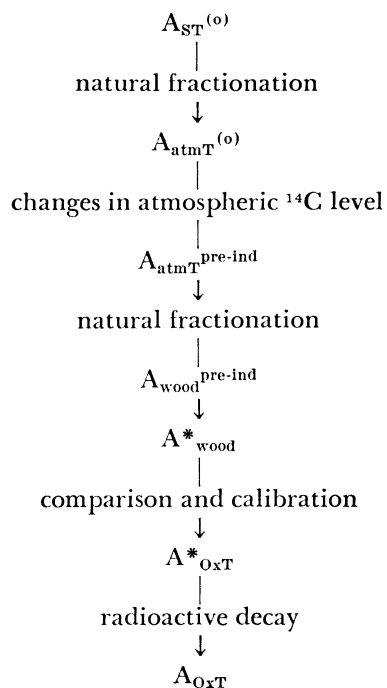 A_ST^(o)
natural fractionation
A_atmT^(o)
changes in atmospheric ¹⁴C level
A_atmT^pre-ind
natural fractionation
A_wood^pre-ind
A*_wood
comparison and calibration
A*_OxT
radioactive decay
A_OxT